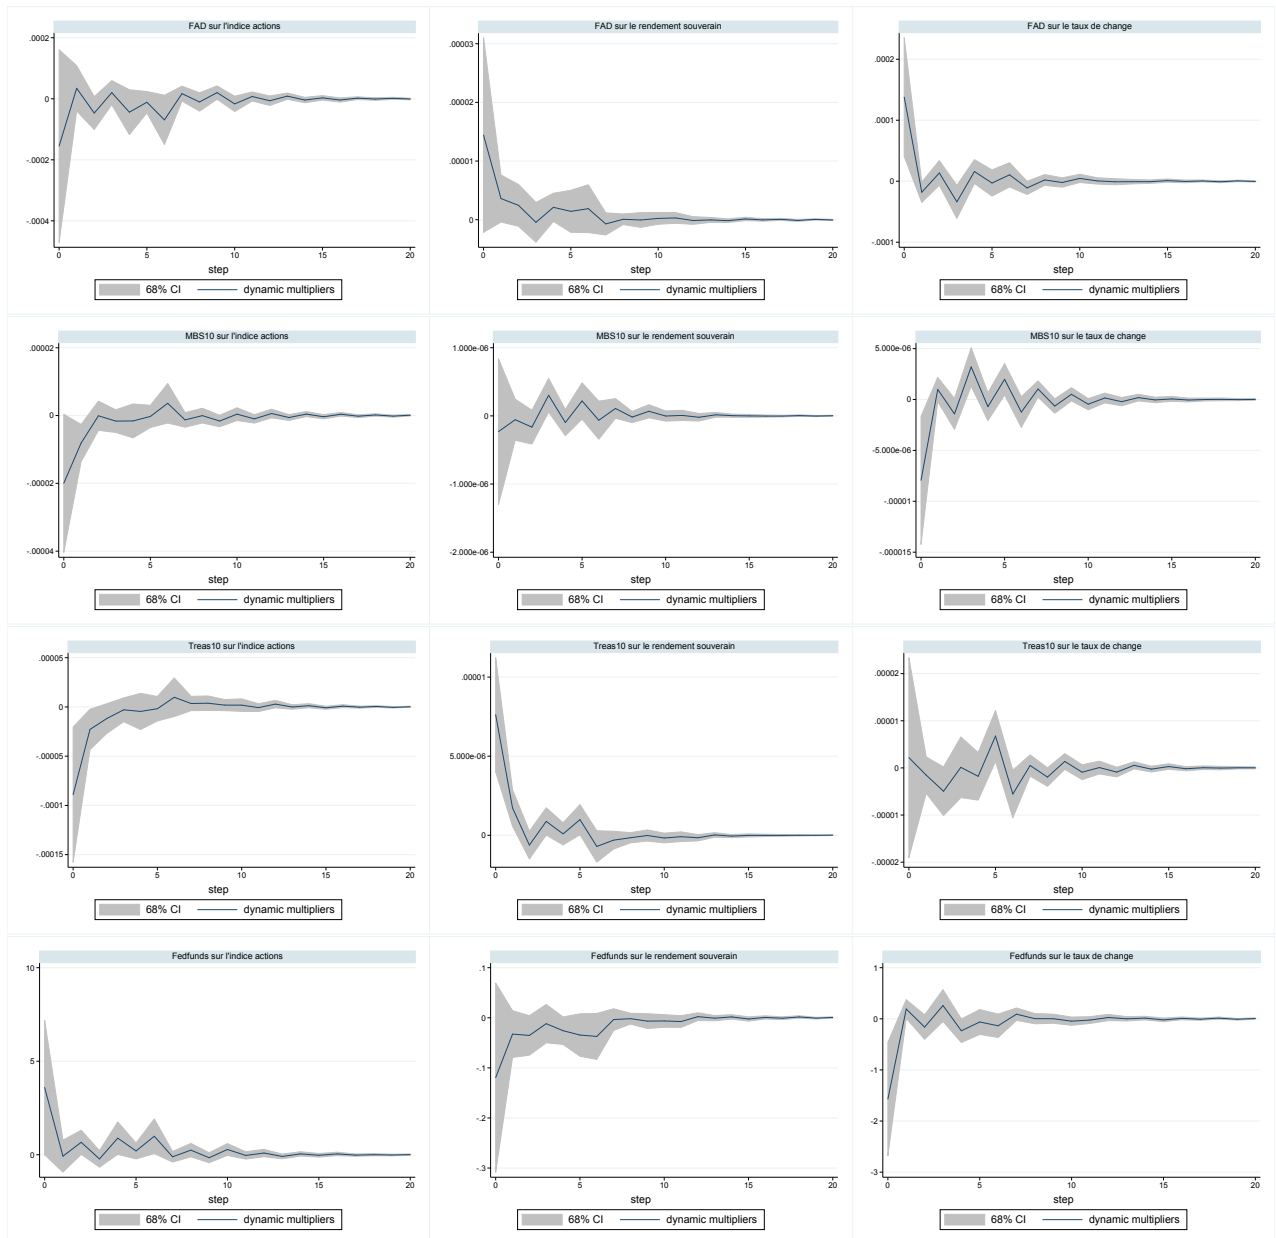 FAD sur l'indice actions
.0002
0
-.0002
-.0004
0 5 10 15 20
step
68% CI dynamic multipliers
FAD sur le rendement souverain
.00003
.00002
.00001
0
0 5 10 15 20
step
68% CI dynamic multipliers
FAD sur le taux de change
.0002
.0001
0
-.0001
0 5 10 15 20
step
68% CI dynamic multipliers
MBS10 sur l'indice actions
.00002
0
-.00002
-.00004
0 5 10 15 20
step
68% CI dynamic multipliers
MBS10 sur le rendement souverain
1.000e-06
0
-1.000e-06
-2.000e-06
0 5 10 15 20
step
68% CI dynamic multipliers
MBS10 sur le taux de change
5.000e-06
0
-5.000e-06
-.00001
-.000015
0 5 10 15 20
step
68% CI dynamic multipliers
Treas10 sur l'indice actions
.00005
0
-.00005
-.0001
-.00015
0 5 10 15 20
step
68% CI dynamic multipliers
Treas10 sur le rendement souverain
.00001
5.000e-06
0
0 5 10 15 20
step
68% CI dynamic multipliers
Treas10 sur le taux de change
.00002
.00001
0
-.00001
-.00002
0 5 10 15 20
step
68% CI dynamic multipliers
Fedfunds sur l'indice actions
10
5
0
0 5 10 15 20
step
68% CI dynamic multipliers
Fedfunds sur le rendement souverain
.1
0
-.1
-.2
-.3
0 5 10 15 20
step
68% CI dynamic multipliers
Fedfunds sur le taux de change
1
0
-1
-2
-3
0 5 10 15 20
step
68% CI dynamic multipliers